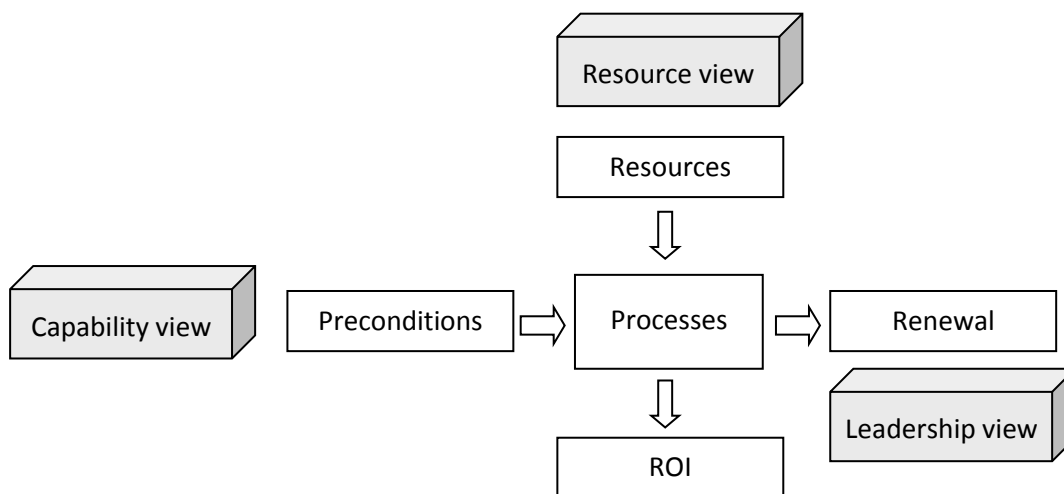 Resource view
Resources
Capability view
Preconditions
Processes
Renewal
Leadership view
ROI